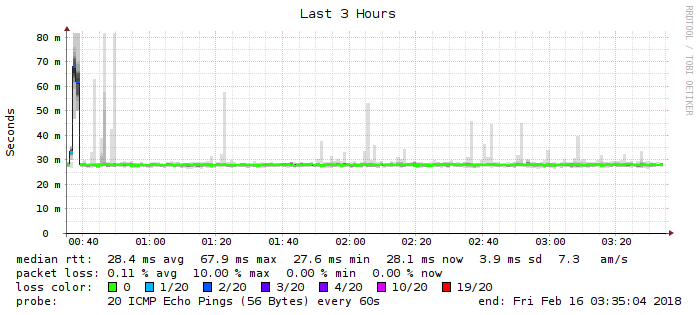 Last 3 Hours
RRDTOOL / TOBI OETIKER
Seconds
80 m
70 m
60 m
50 m
40 m
30 m
20 m
10 m
0
00:40 01:00 01:20 01:40 02:00 02:20 02:40 03:00 03:20
median rtt: 28.4 ms avg 67.9 ms max 27.6 ms min 28.1 ms now 3.9 ms sd 7.3 am/s
packet loss: 0.11 % avg 10.00 % max 0.00 % min 0.00 % now
loss color: 0 1/20 2/20 3/20 4/20 10/20 19/20
probe: 20 ICMP Echo Pings (56 Bytes) every 60s end: Fri Feb 16 03:35:04 2018